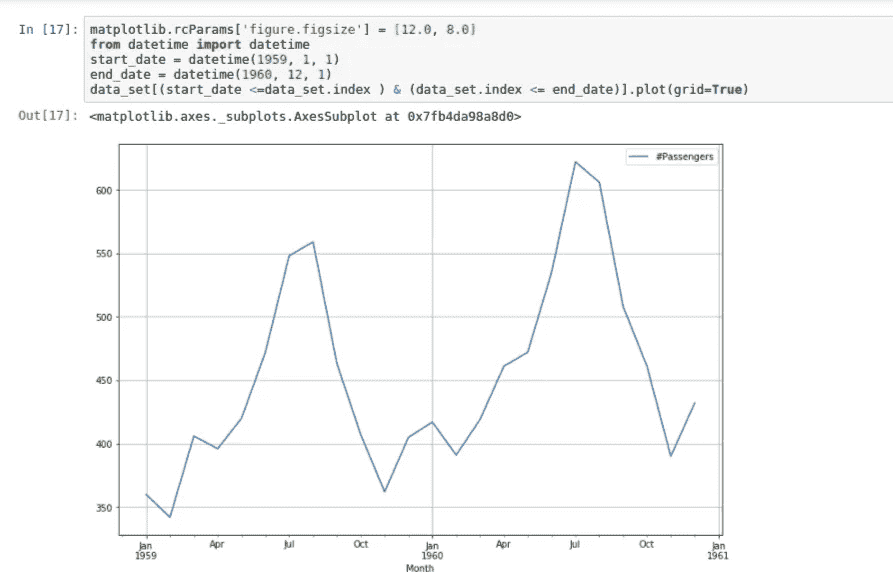 In [17]: matplotlib.rcParams['figure.figsize'] = [12.0, 8.0]
from datetime import datetime
start_date = datetime(1959, 1, 1)
end_date = datetime(1960, 12, 1)
data_set[(start_date <=data_set.index ) & (data_set.index <= end_date)].plot(grid=True)
Out[17]: <matplotlib.axes._subplots.AxesSubplot at 0x7fb4da98a8d0>
#Passengers
600
550
500
450
400
350
Jan Apr Jul Oct Jan Apr Jul Oct Jan
1959 1960 1961
Month